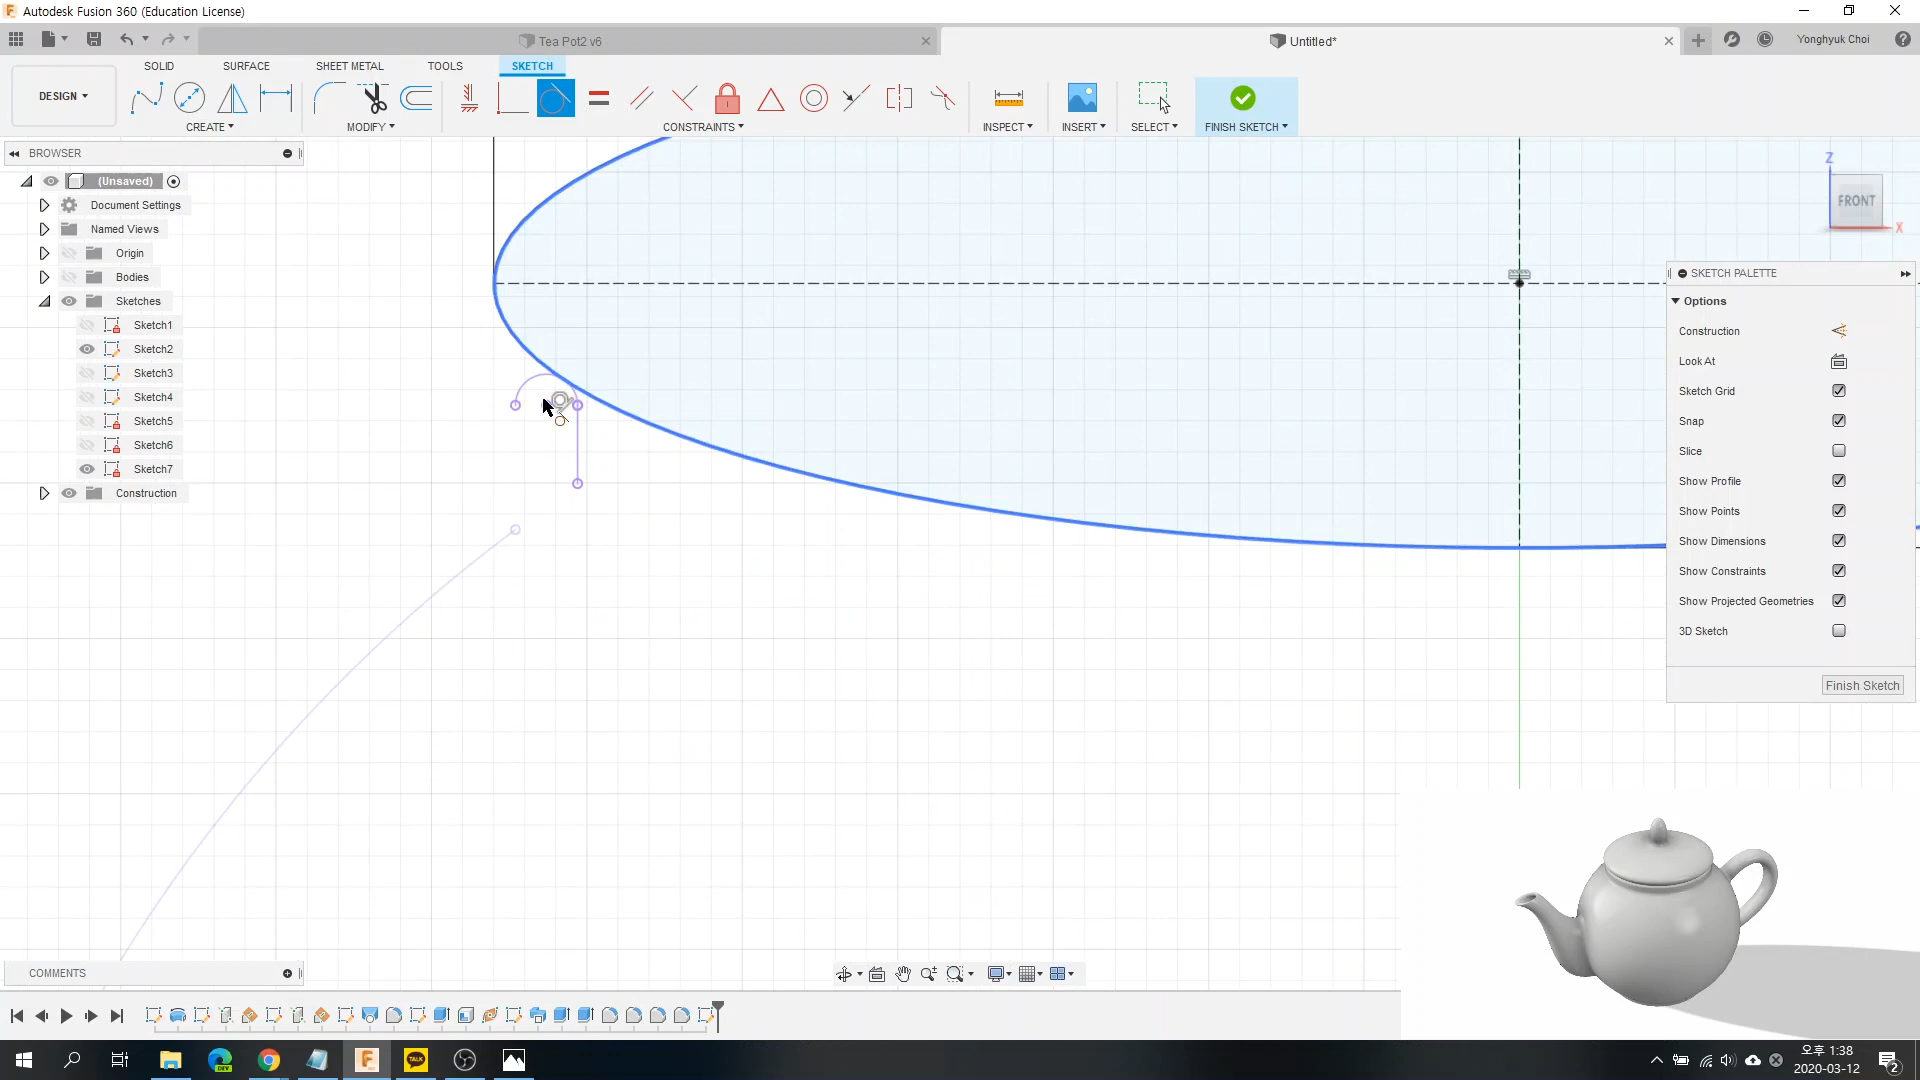 Autodesk Fusion 360 (Education License)
Tea Pot2 v6
Untitled*
Yonghyuk Choi
DESIGN
SOLID
SURFACE
SHEET METAL
TOOLS
SKETCH
CREATE
MODIFY
CONSTRAINTS
INSPECT
INSERT
SELECT
FINISH SKETCH
BROWSER
(Unsaved)
Document Settings
Named Views
Origin
Bodies
Sketches
Sketch1
Sketch2
Sketch3
Sketch4
Sketch5
Sketch6
Sketch7
Construction
Z
FRONT
X
SKETCH PALETTE
Options
Construction
Look At
Sketch Grid
Snap
Slice
Show Profile
Show Points
Show Dimensions
Show Constraints
Show Projected Geometries
3D Sketch
Finish Sketch
COMMENTS
DEV
TALK
오후 1:38
2020-03-12
2